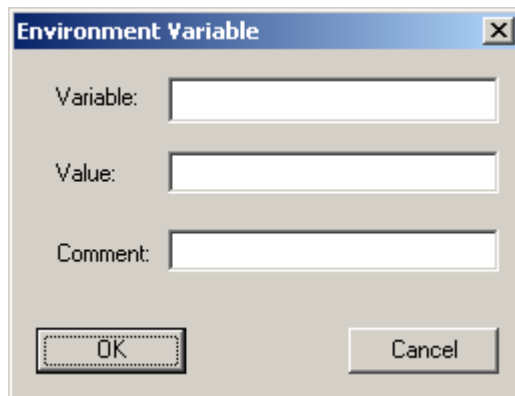 Environment Variable
Variable:
Value:
Comment:
OK Cancel